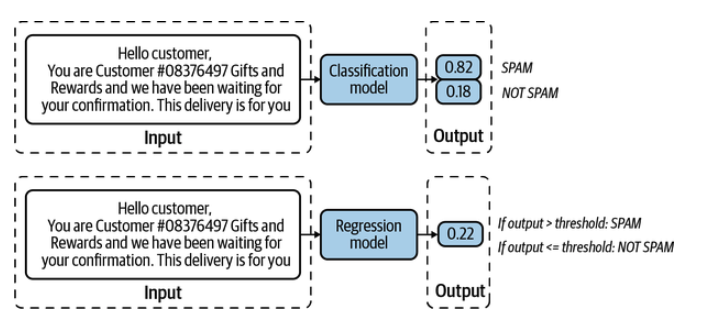 Hello customer,
You are Customer #08376497 Gifts and
Rewards and we have been waiting for
your confirmation. This delivery is for you
Input
Classification
model
0.82
SPAM
0.18
NOT SPAM
Output
Hello customer,
You are Customer #08376497 Gifts and
Rewards and we have been waiting for
your confirmation. This delivery is for you
Input
Regression
model
0.22
If output > threshold: SPAM
If output <= threshold: NOT SPAM
Output